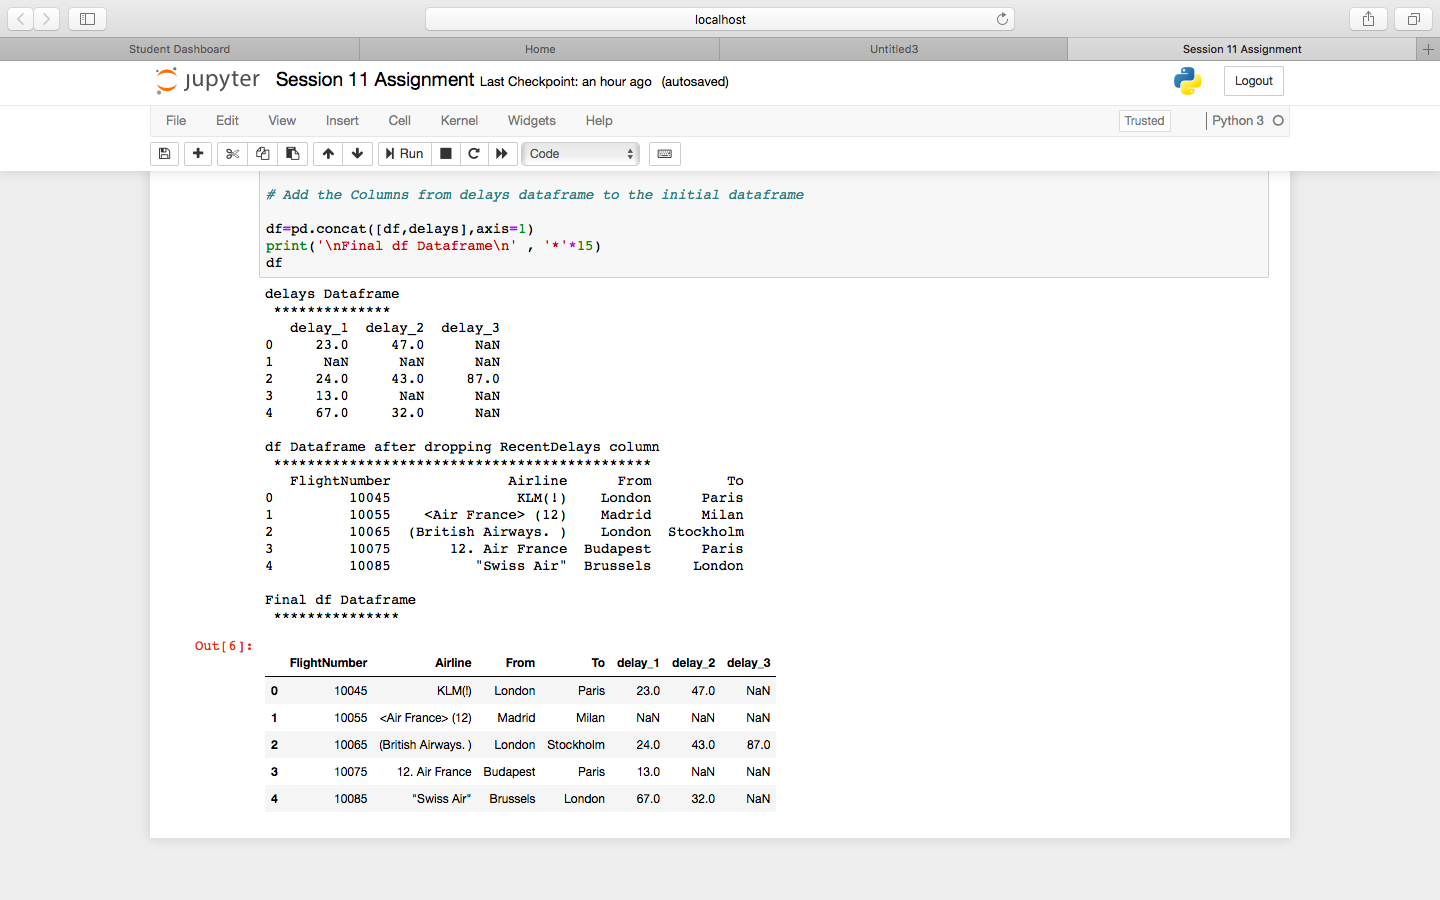 localhost
Student Dashboard Home Untitled3 Session 11 Assignment
jupyter Session 11 Assignment Last Checkpoint: an hour ago (autosaved) Logout
File Edit View Insert Cell Kernel Widgets Help Trusted Python 3
Run Code
# Add the Columns from delays dataframe to the initial dataframe
df=pd.concat([df,delays],axis=1)
print('\nFinal df Dataframe\n' , '*'*15)
df
delays Dataframe
**************
delay_1 delay_2 delay_3
0 23.0 47.0 NaN
1 NaN NaN NaN
2 24.0 43.0 87.0
3 13.0 NaN NaN
4 67.0 32.0 NaN
df Dataframe after dropping RecentDelays column
*********************************************
FlightNumber Airline From To
0 10045 KLM(!) London Paris
1 10055 <Air France> (12) Madrid Milan
2 10065 (British Airways. ) London Stockholm
3 10075 12. Air France Budapest Paris
4 10085 "Swiss Air" Brussels London
Final df Dataframe
***************
Out[6]:
FlightNumber Airline From To delay_1 delay_2 delay_3
0 10045 KLM(!) London Paris 23.0 47.0 NaN
1 10055 <Air France> (12) Madrid Milan NaN NaN NaN
2 10065 (British Airways. ) London Stockholm 24.0 43.0 87.0
3 10075 12. Air France Budapest Paris 13.0 NaN NaN
4 10085 "Swiss Air" Brussels London 67.0 32.0 NaN